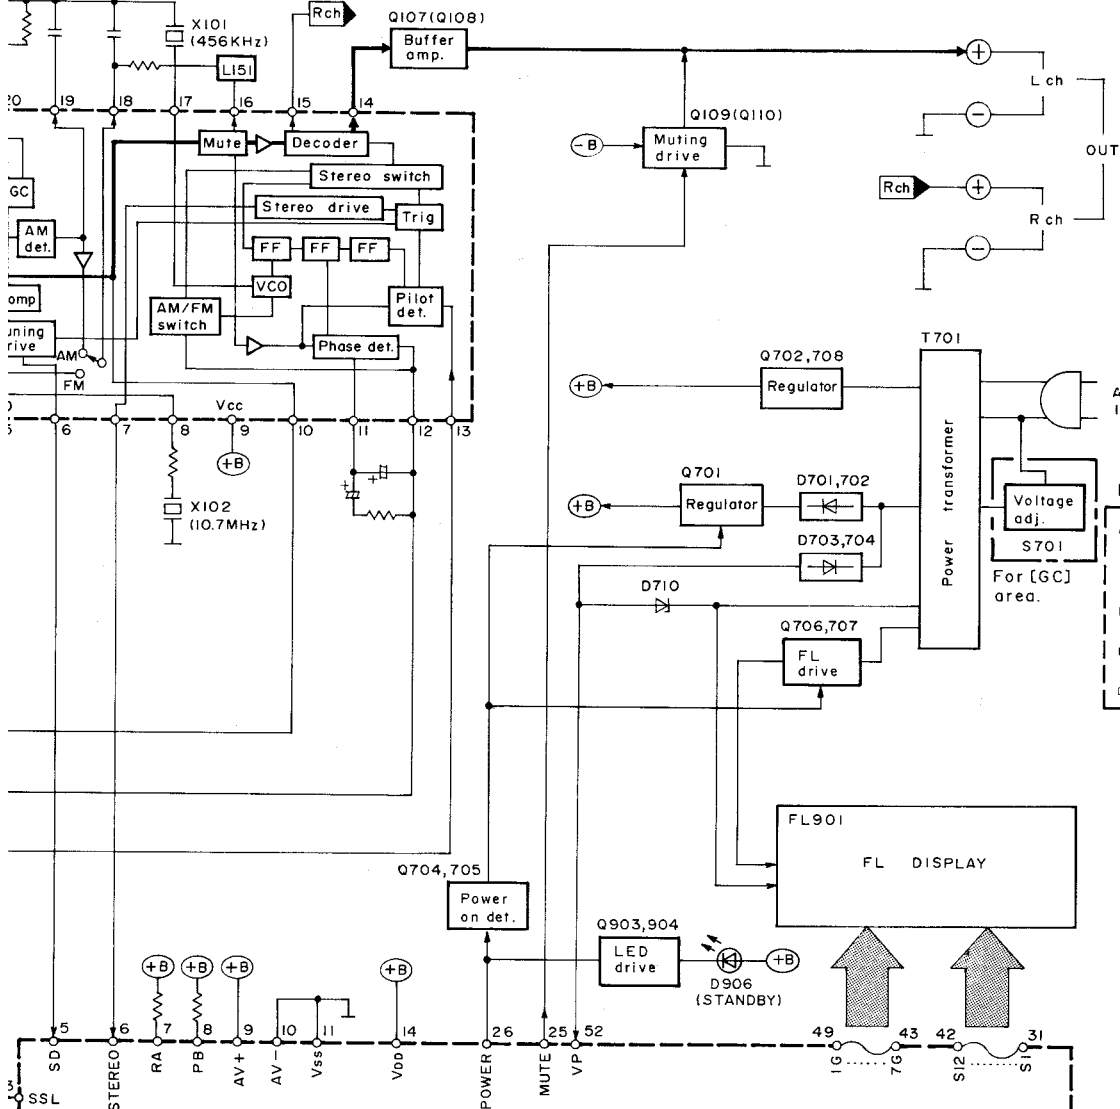 Rch
Q107(Q108)
Buffer
amp.
X101
(456KHz)
L151
20
19
18
17
16
15
14
+
L ch
−
OUT
Q109(Q110)
−B
Muting
drive
Rch
+
R ch
−
Mute
Decoder
Stereo switch
Stereo drive
Trig
GC
AM
det.
FF
FF
FF
VCO
AM/FM
switch
Pilot
det.
Phase det.
omp
uning
rive
AM
FM
Vcc
6
7
8
9
10
11
12
13
+B
+
+
X102
(10.7MHz)
T701
Q702,708
+B
Regulator
Power transformer
Q701
+B
Regulator
D701,702
D703,704
Voltage
adj.
S701
For [GC]
area.
D710
Q706,707
FL
drive
FL901
FL DISPLAY
Q704,705
Power
on det.
Q903,904
LED
drive
D906
(STANDBY)
+B
+B
+B
+B
+B
5
6
7
8
9
10
11
14
26
25
52
49
43
42
31
SD
STEREO
RA
PB
AV+
AV−
Vss
VDD
POWER
MUTE
VP
1G
7G
S12
S1
SSL